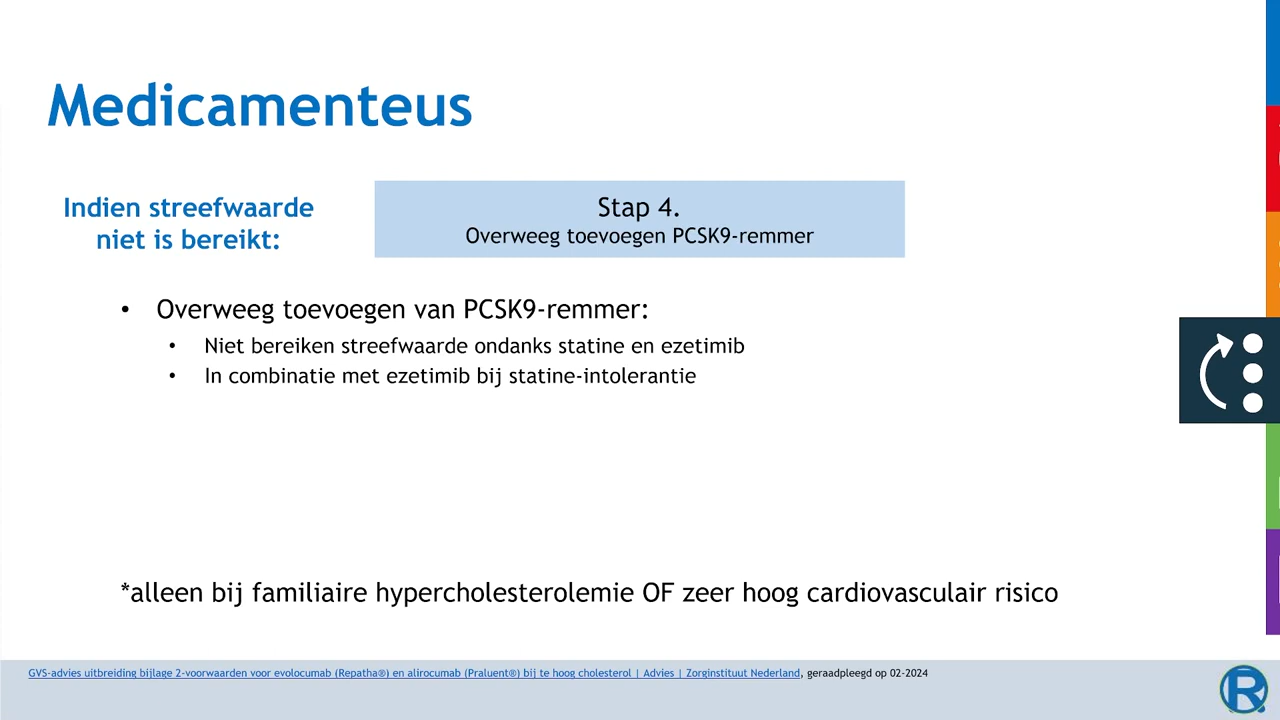 Medicamenteus
Indien streefwaarde
niet is bereikt:
Stap 4.
Overweeg toevoegen PCSK9-remmer
• Overweeg toevoegen van PCSK9-remmer:
• Niet bereiken streefwaarde ondanks statine en ezetimib
• In combinatie met ezetimib bij statine-intolerantie
*alleen bij familiaire hypercholesterolemie OF zeer hoog cardiovasculair risico
GVS-advies uitbreiding bijlage 2-voorwaarden voor evolocumab (Repatha®) en alirocumab (Praluent®) bij te hoog cholesterol | Advies | Zorginstituut Nederland, geraadpleegd op 02-2024
R